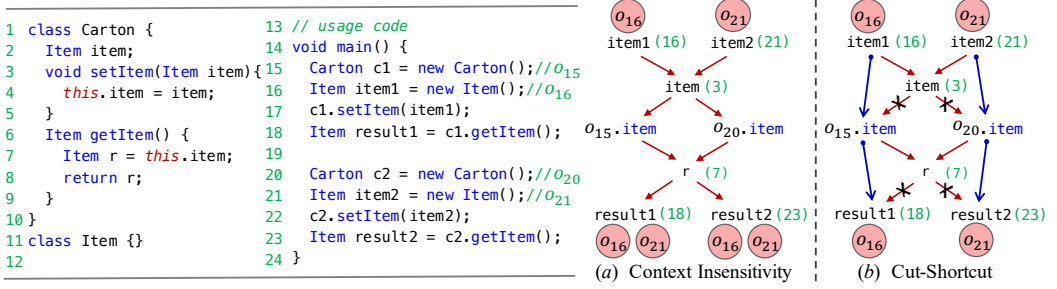 1 class Carton {
2   Item item;
3   void setItem(Item item){
4     this.item = item;
5   }
6   Item getItem() {
7     Item r = this.item;
8     return r;
9   }
10 }
11 class Item {}
12
13 // usage code
14 void main() {
15   Carton c1 = new Carton();//o15
16   Item item1 = new Item();//o16
17   c1.setItem(item1);
18   Item result1 = c1.getItem();
19
20   Carton c2 = new Carton();//o20
21   Item item2 = new Item();//o21
22   c2.setItem(item2);
23   Item result2 = c2.getItem();
24 }
o16 o21
item1 (16) item2 (21)
item (3)
o15.item o20.item
r (7)
result1 (18) result2 (23)
o16 o21 o16 o21
(a) Context Insensitivity
o16 o21
item1 (16) item2 (21)
item (3)
o15.item o20.item
r (7)
result1 (18) result2 (23)
o16 o21
(b) Cut-Shortcut